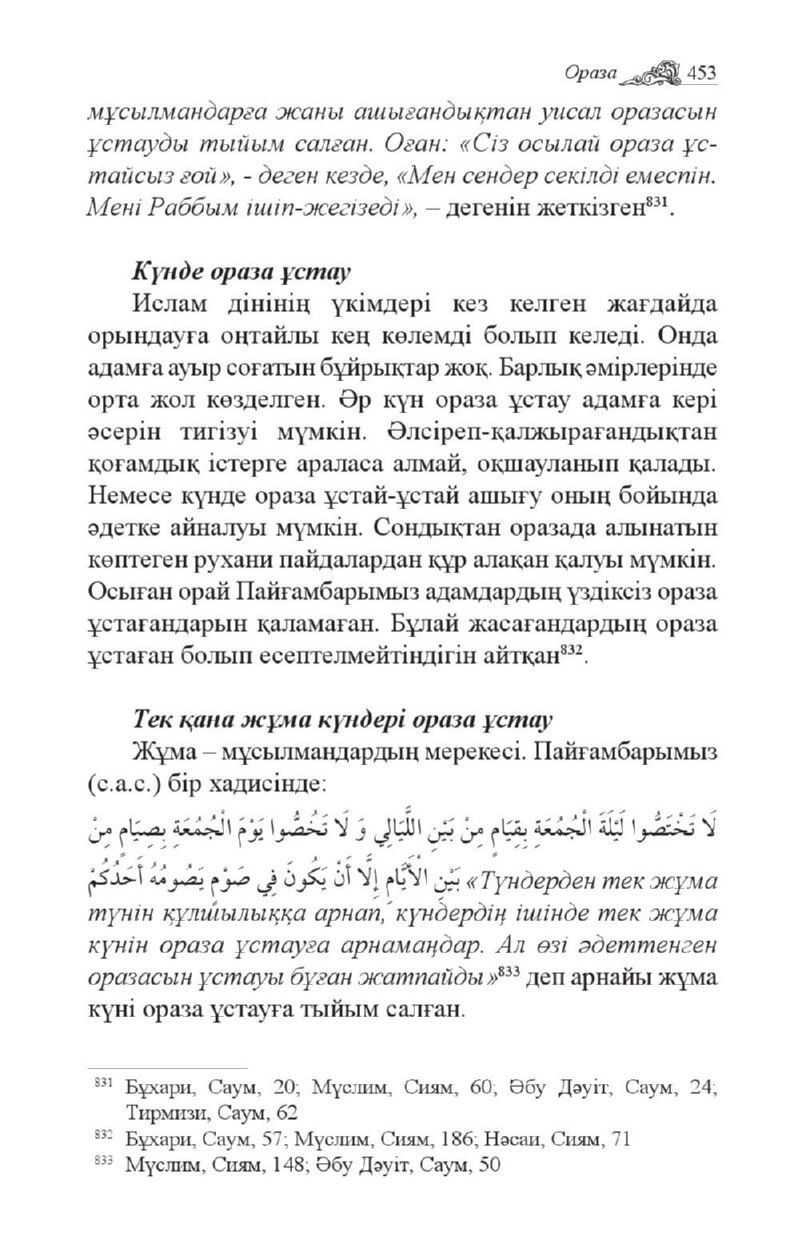 Ораза 453
мұсылмандарға жаны ашығандықтан уисал оразасын
ұстауды тыйым салған. Оған: «Сіз осылай ораза ұс-
тайсыз ғой», - деген кезде, «Мен сендер секілді емеспін.
Мені Раббым ішіп-жегізеді», – дегенін жеткізген⁸³¹.
Күнде ораза ұстау
Ислам дінінің үкімдері кез келген жағдайда
орындауға оңтайлы кең көлемді болып келеді. Онда
адамға ауыр соғатын бұйрықтар жоқ. Барлық әмірлерінде
орта жол көзделген. Әр күн ораза ұстау адамға кері
әсерін тигізуі мүмкін. Әлсіреп-қалжырағандықтан
қоғамдық істерге араласа алмай, оқшауланып қалады.
Немесе күнде ораза ұстай-ұстай ашығу оның бойында
әдетке айналуы мүмкін. Сондықтан оразада алынатын
көптеген рухани пайдалардан құр алақан қалуы мүмкін.
Осыған орай Пайғамбарымыз адамдардың үздіксіз ораза
ұстағандарын қаламаған. Бұлай жасағандардың ораза
ұстаған болып есептелмейтіндігін айтқан⁸³².
Тек қана жұма күндері ораза ұстау
Жұма – мұсылмандардың мерекесі. Пайғамбарымыз
(с.а.с.) бір хадисінде:
لَا تَخْتَصُّوا لَيْلَةَ الْجُمُعَةِ بِقِيَامٍ مِنْ بَيْنِ اللَّيَالِي وَ لَا تَخُصُّوا يَوْمَ الْجُمُعَةِ بِصِيَامٍ مِنْ
بَيْنِ الْأَيَّامِ إِلَّا أَنْ يَكُونَ فِي صَوْمٍ يَصُومُهُ أَحَدُكُمْ «Түндерден тек жұма
түнін құлшылыққа арнап, күндердің ішінде тек жұма
күнін ораза ұстауға арнамаңдар. Ал өзі әдеттенген
оразасын ұстауы бұған жатпайды»⁸³³ деп арнайы жұма
күні ораза ұстауға тыйым салған.
⁸³¹ Бұхари, Саум, 20; Мүслим, Сиям, 60; Әбу Дәуіт, Саум, 24;
Тирмизи, Саум, 62
⁸³² Бұхари, Саум, 57; Мүслим, Сиям, 186; Нәсаи, Сиям, 71
⁸³³ Мүслим, Сиям, 148; Әбу Дәуіт, Саум, 50